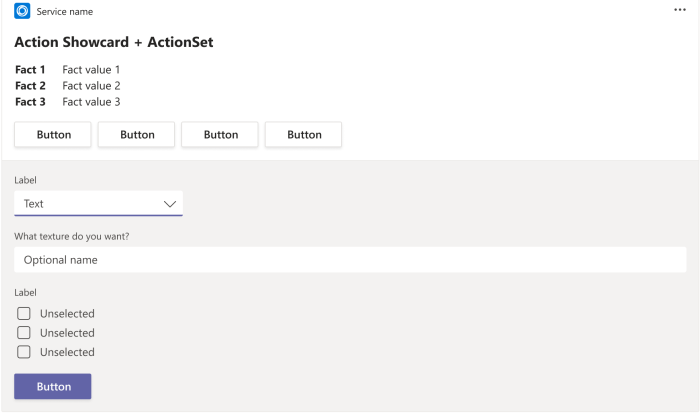 Service name
Action Showcard + ActionSet
Fact 1 Fact value 1
Fact 2 Fact value 2
Fact 3 Fact value 3
Button Button Button Button
Label
Text
What texture do you want?
Optional name
Label
Unselected
Unselected
Unselected
Button